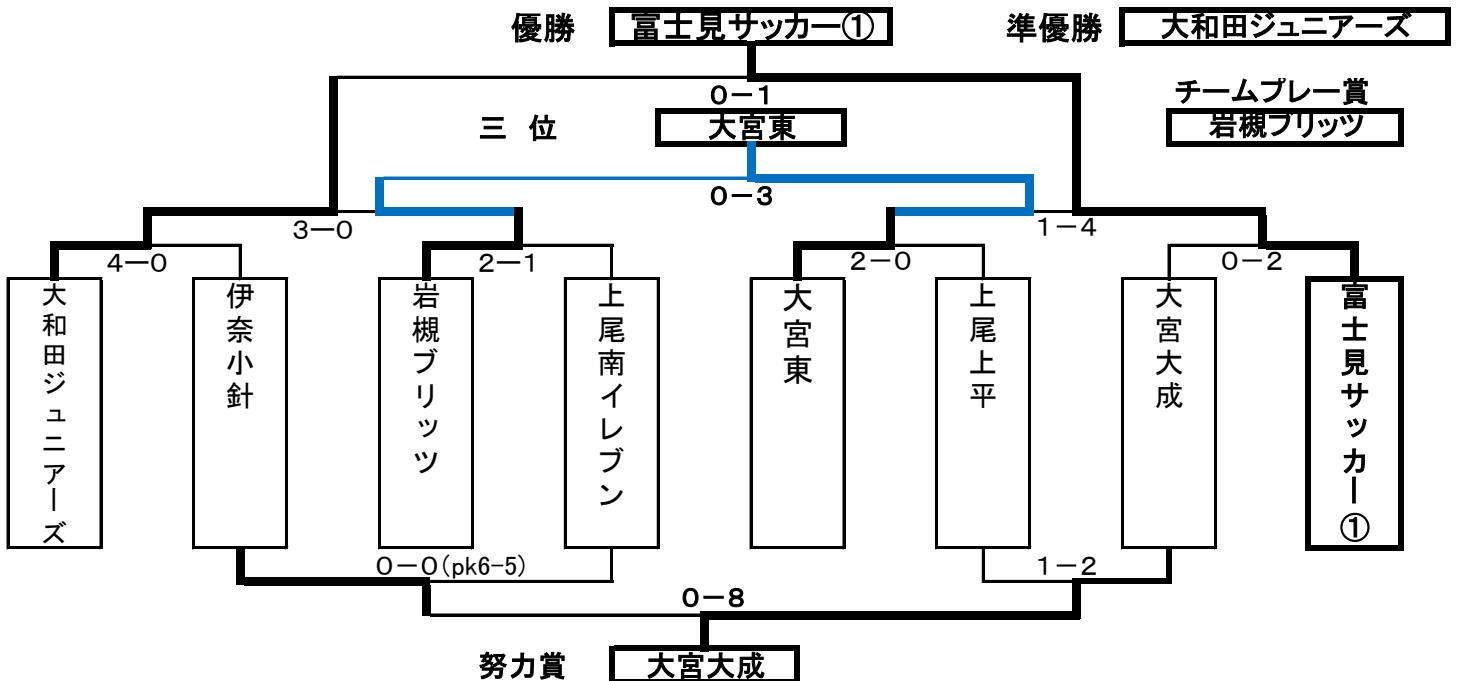 優勝 富士見サッカー① 準優勝 大和田ジュニアーズ
0－1
チームプレー賞
三 位 大宮東 岩槻ブリッツ
0－3
3－0 1－4
4－0 2－1 2－0 0－2
大和田ジュニアーズ
伊奈小針
岩槻ブリッツ
上尾南イレブン
大宮東
上尾上平
大宮大成
富士見サッカー①
0－0(pk6-5) 1－2
0－8
努力賞 大宮大成